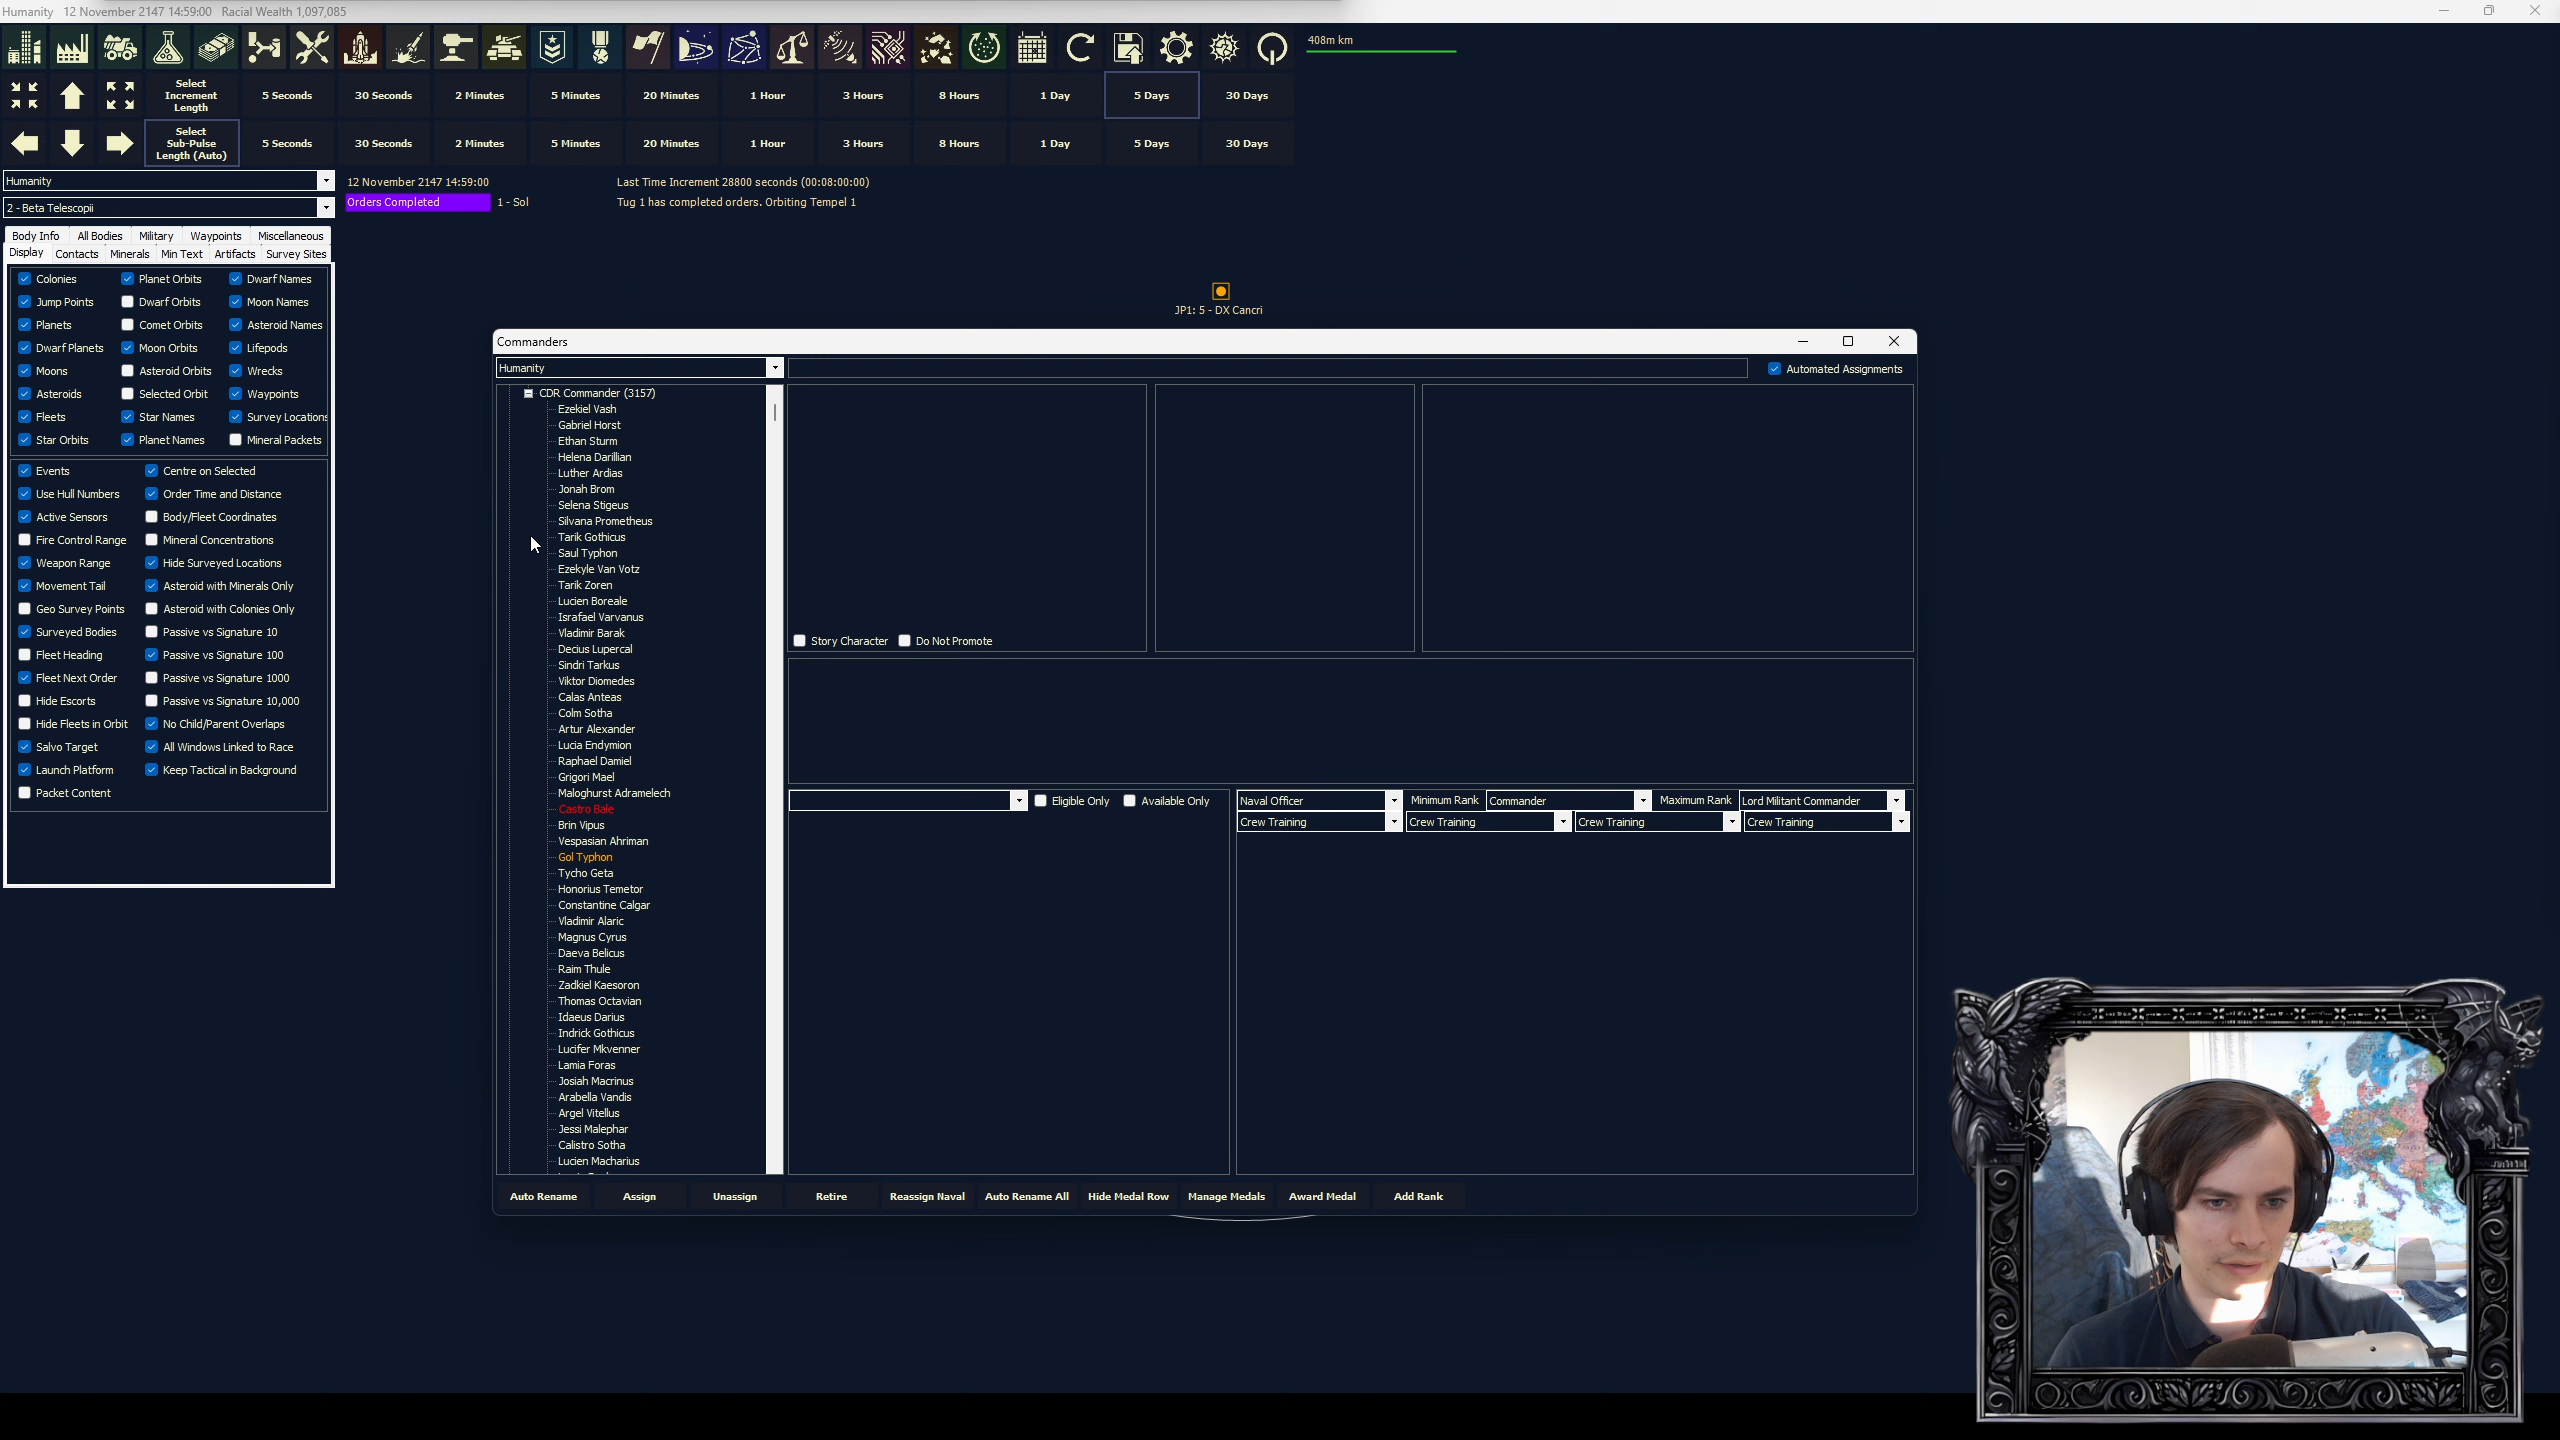 Humanity 12 November 2147 14:59:00 Racial Wealth 1,097,085
408m km
Select Increment Length
5 Seconds 30 Seconds 2 Minutes 5 Minutes 20 Minutes 1 Hour 3 Hours 8 Hours 1 Day 5 Days 30 Days
Select Sub-Pulse Length (Auto)
5 Seconds 30 Seconds 2 Minutes 5 Minutes 20 Minutes 1 Hour 3 Hours 8 Hours 1 Day 5 Days 30 Days
Humanity
12 November 2147 14:59:00
Last Time Increment 28800 seconds (00:08:00:00)
2 - Beta Telescopii
Orders Completed
1 - Sol
Tug 1 has completed orders. Orbiting Tempel 1
Body Info All Bodies Military Waypoints Miscellaneous
Display Contacts Minerals Min Text Artifacts Survey Sites
Colonies Planet Orbits Dwarf Names
Jump Points Dwarf Orbits Moon Names
Planets Comet Orbits Asteroid Names
Dwarf Planets Moon Orbits Lifepods
Moons Asteroid Orbits Wrecks
Asteroids Selected Orbit Waypoints
Fleets Star Names Survey Locations
Star Orbits Planet Names Mineral Packets
Events Centre on Selected
Use Hull Numbers Order Time and Distance
Active Sensors Body/Fleet Coordinates
Fire Control Range Mineral Concentrations
Weapon Range Hide Surveyed Locations
Movement Tail Asteroid with Minerals Only
Geo Survey Points Asteroid with Colonies Only
Surveyed Bodies Passive vs Signature 10
Fleet Heading Passive vs Signature 100
Fleet Next Order Passive vs Signature 1000
Hide Escorts Passive vs Signature 10,000
Hide Fleets in Orbit No Child/Parent Overlaps
Salvo Target All Windows Linked to Race
Launch Platform Keep Tactical in Background
Packet Content
JP1: 5 - DX Cancri
Commanders
Humanity
Automated Assignments
CDR Commander (3157)
Ezekiel Vash
Gabriel Horst
Ethan Sturm
Helena Darillian
Luther Ardias
Jonah Brom
Selena Stigeus
Silvana Prometheus
Tarik Gothicus
Saul Typhon
Ezekyle Van Votz
Tarik Zoren
Lucien Boreale
Israfael Varvanus
Vladimir Barak
Decius Lupercal
Sindri Tarkus
Viktor Diomedes
Calas Anteas
Colm Sotha
Artur Alexander
Lucia Endymion
Raphael Damiel
Grigori Mael
Maloghurst Adramelech
Castro Bale
Brin Vipus
Vespasian Ahriman
Gol Typhon
Tycho Geta
Honorius Temetor
Constantine Calgar
Vladimir Alaric
Magnus Cyrus
Daeva Belicus
Raim Thule
Zadkiel Kaesoron
Thomas Octavian
Idaeus Darius
Indrick Gothicus
Lucifer Mkvenner
Lamia Foras
Josiah Macrinus
Arabella Vandis
Argel Vitellus
Jessi Malephar
Calistro Sotha
Lucien Macharius
Story Character Do Not Promote
Eligible Only Available Only
Naval Officer Minimum Rank Commander Maximum Rank Lord Militant Commander
Crew Training Crew Training Crew Training Crew Training
Auto Rename Assign Unassign Retire Reassign Naval Auto Rename All Hide Medal Row Manage Medals Award Medal Add Rank